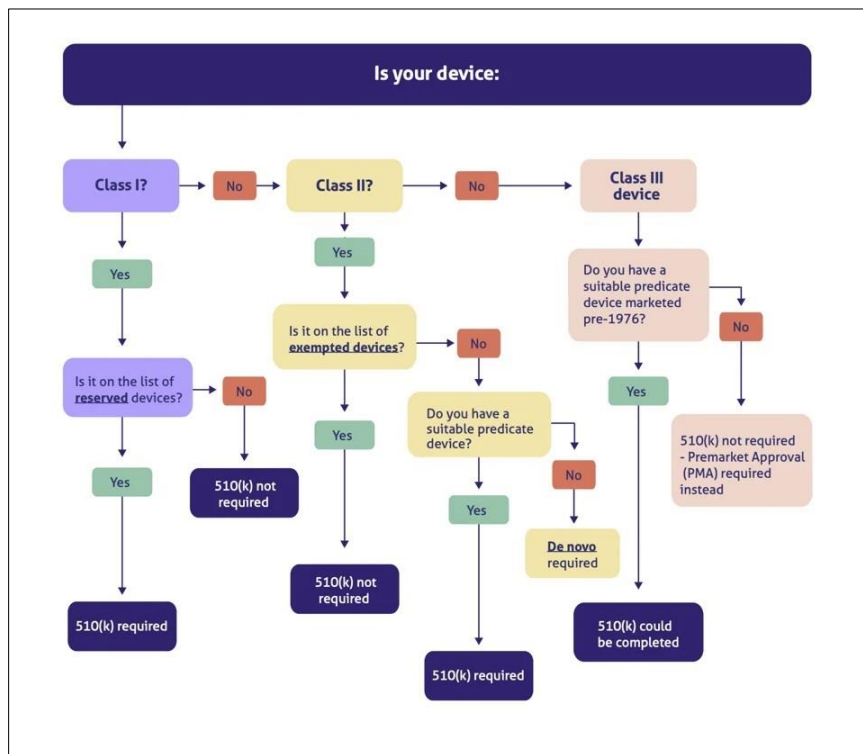 Is your device:
Class I?
No
Class II?
No
Class III
device
Yes
Yes
Do you have a
suitable predicate
device marketed
pre-1976?
No
Is it on the list of
exempted devices?
No
Is it on the list of
reserved devices?
No
Yes
Do you have a
suitable predicate
device?
Yes
510(k) not required
- Premarket Approval
(PMA) required
instead
Yes
510(k) not
required
No
Yes
De novo
required
510(k) not
required
510(k) required
510(k) could
be completed
510(k) required